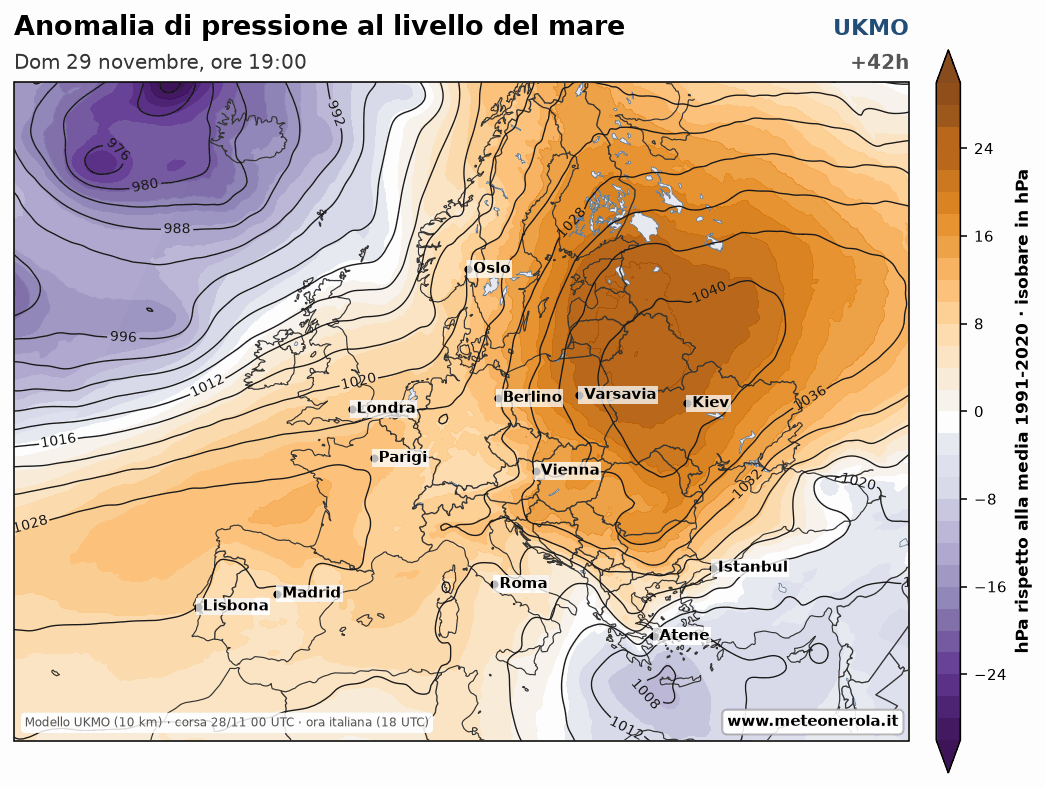 Anomalia di pressione al livello del mare
UKMO
Dom 29 novembre, ore 19:00
+42h
992
976
980
988
1028
Oslo
1040
996
1012
1020
1036
Londra
Berlino
Varsavia
Kiev
1016
Parigi
Vienna
1032
1020
1028
Istanbul
Roma
Madrid
Lisbona
Atene
1008
1012
Modello UKMO (10 km) · corsa 28/11 00 UTC · ora italiana (18 UTC)
www.meteonerola.it
24
16
8
0
−8
−16
−24
hPa rispetto alla media 1991-2020 · isobare in hPa